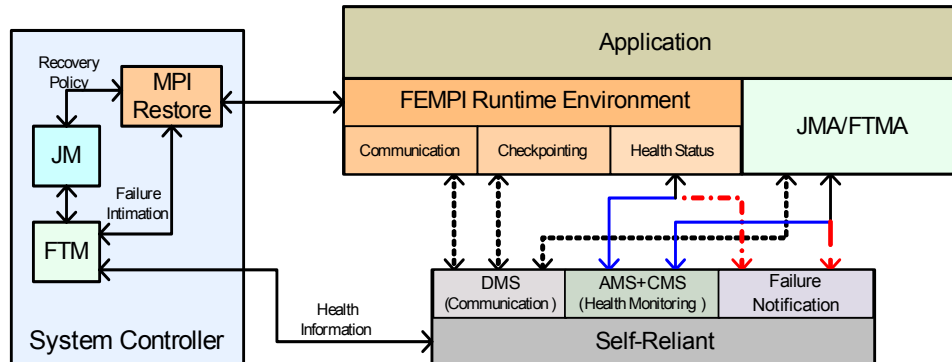 Recovery
Policy
MPI
Restore
JM
Failure
Intimation
FTM
System Controller
Health
Information
Application
FEMPI Runtime Environment
JMA/FTMA
Communication
Checkpointing
Health Status
DMS
(Communication )
AMS+CMS
(Health Monitoring )
Failure
Notification
Self-Reliant